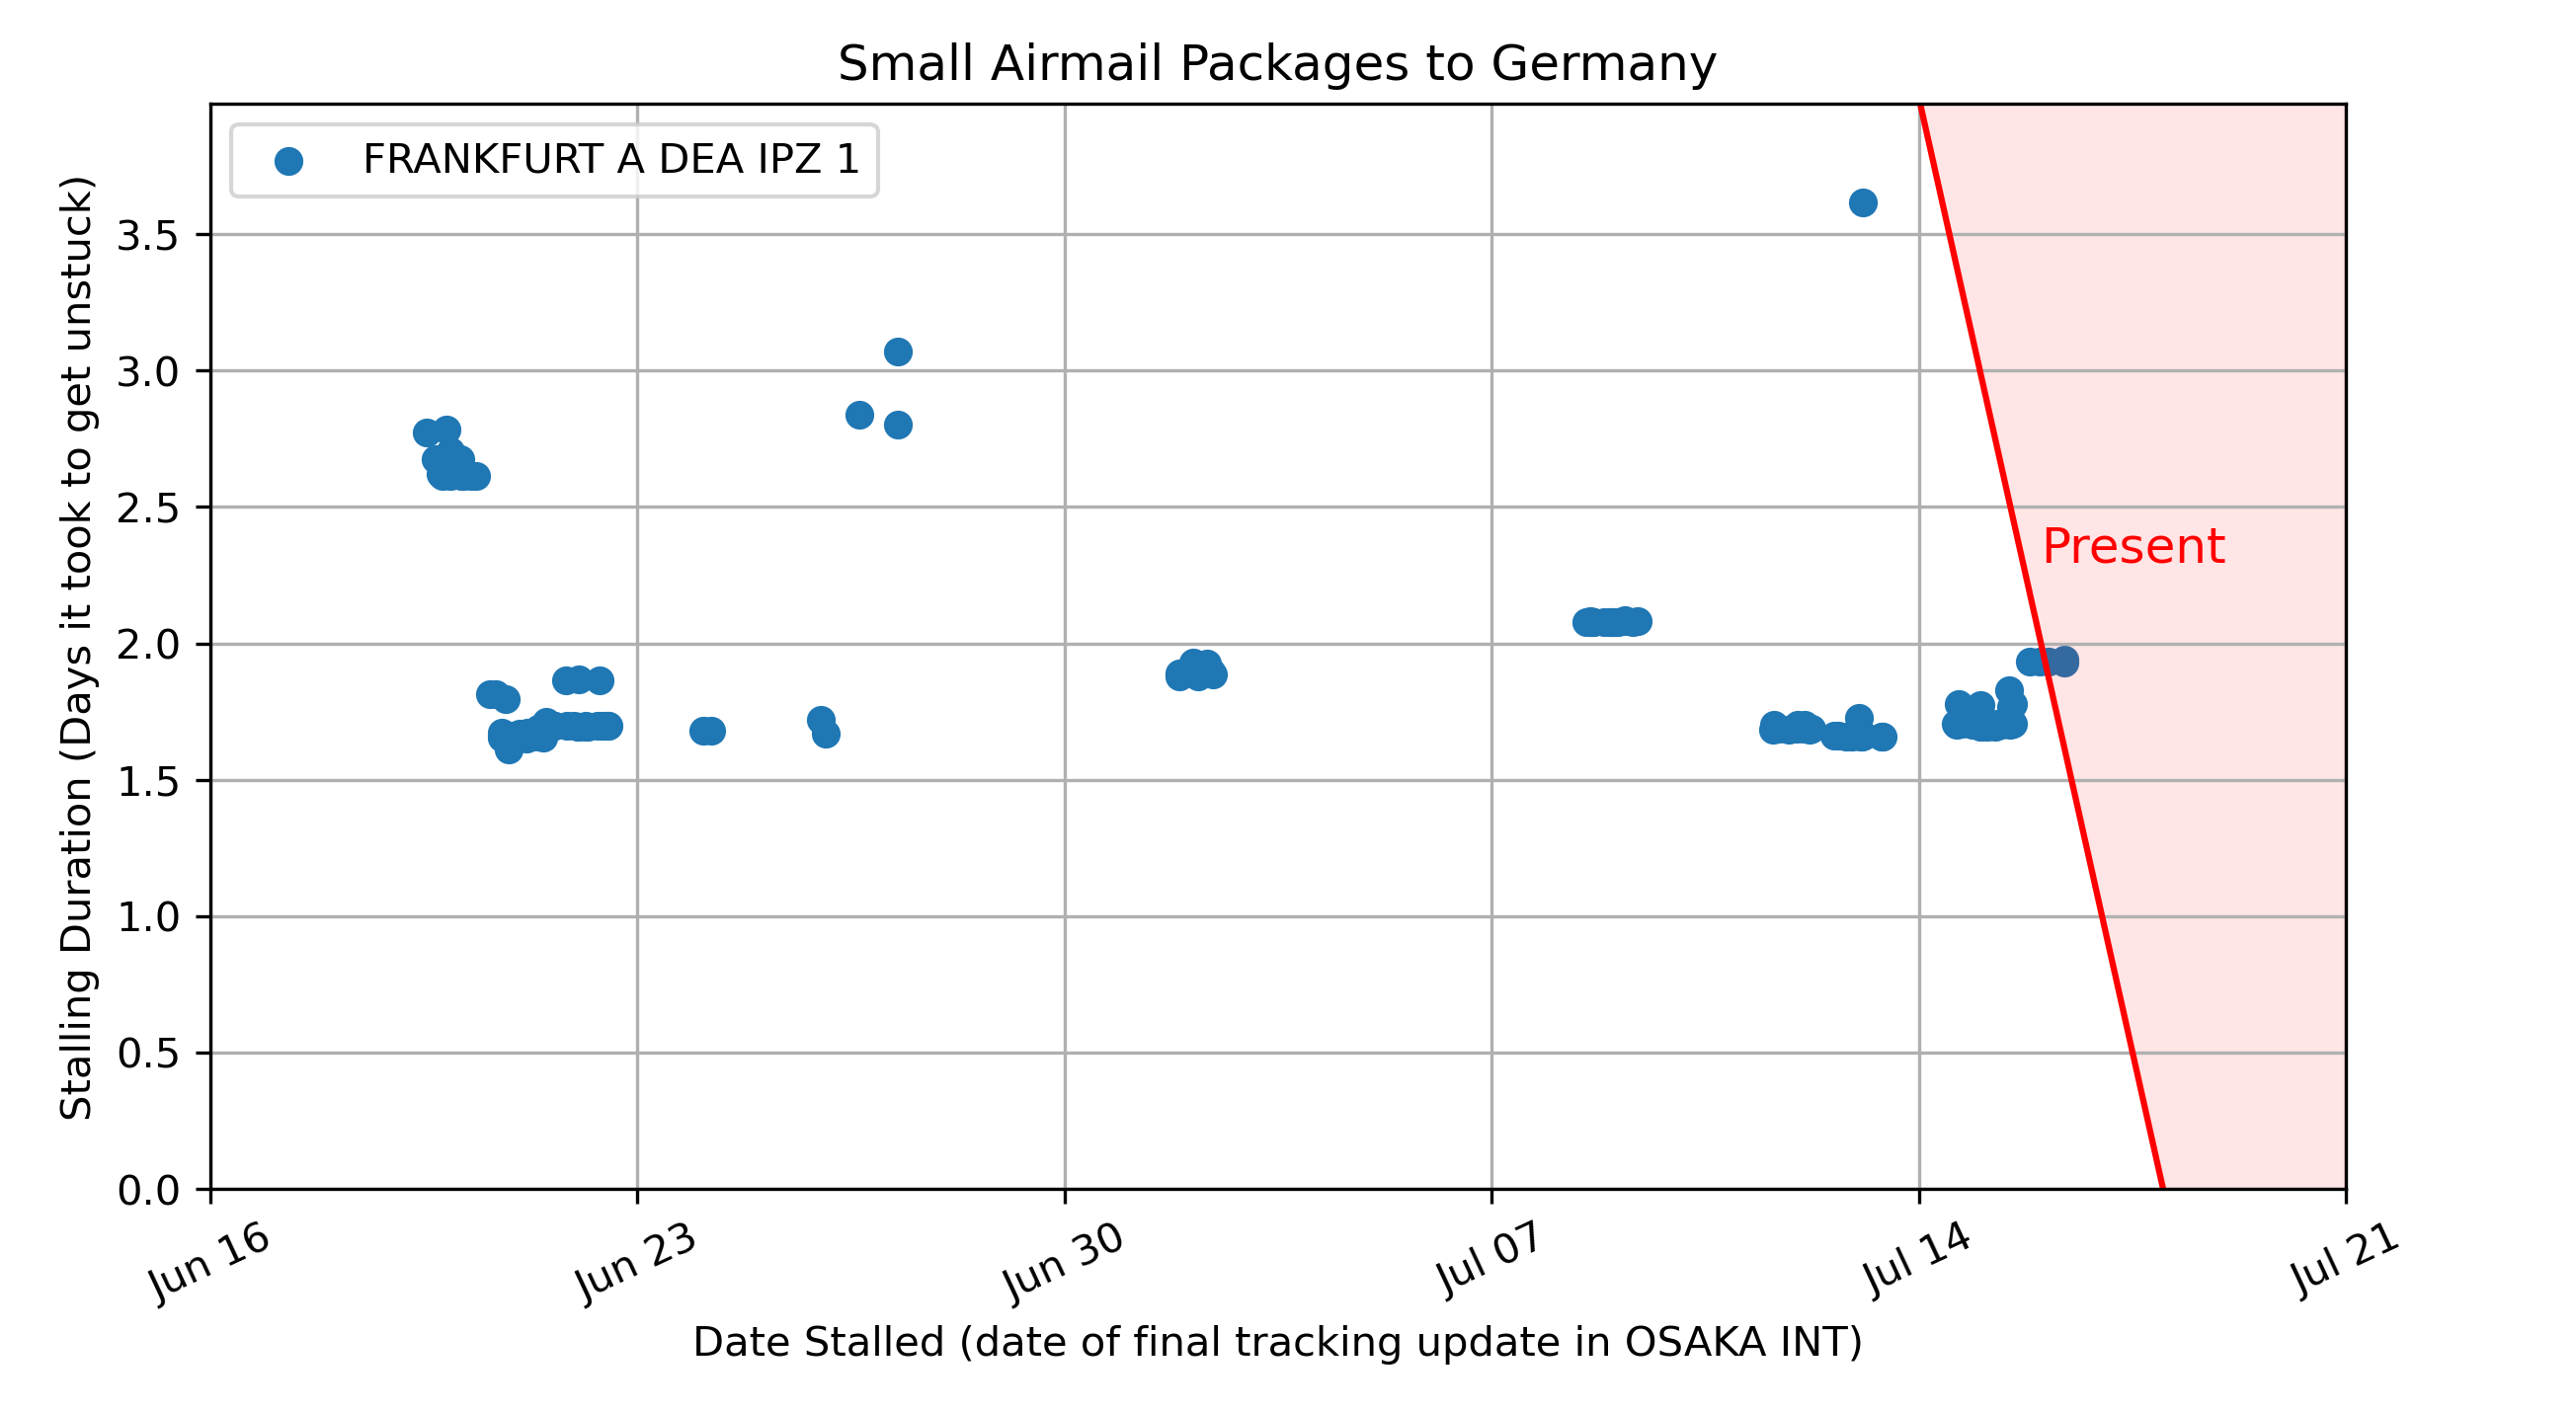 Small Airmail Packages to Germany
FRANKFURT A DEA IPZ 1
Stalling Duration (Days it took to get unstuck)
3.5
3.0
2.5
2.0
1.5
1.0
0.5
0.0
Present
Jun 16
Jun 23
Jun 30
Jul 07
Jul 14
Jul 21
Date Stalled (date of final tracking update in OSAKA INT)